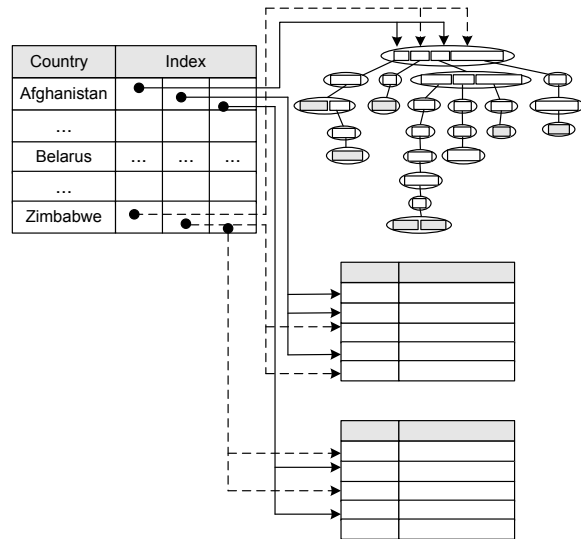 Country Index
Afghanistan
...
Belarus ... ... ...
...
Zimbabwe